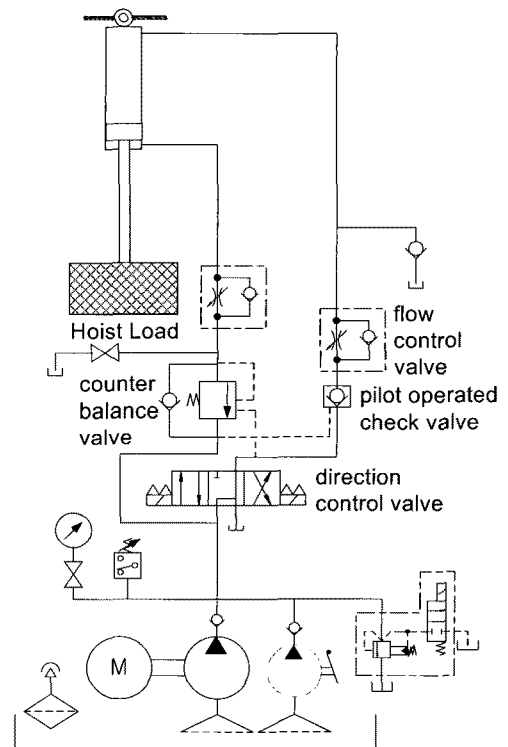 Hoist Load
flow
control
valve
counter
balance
valve
pilot operated
check valve
direction
control valve
M